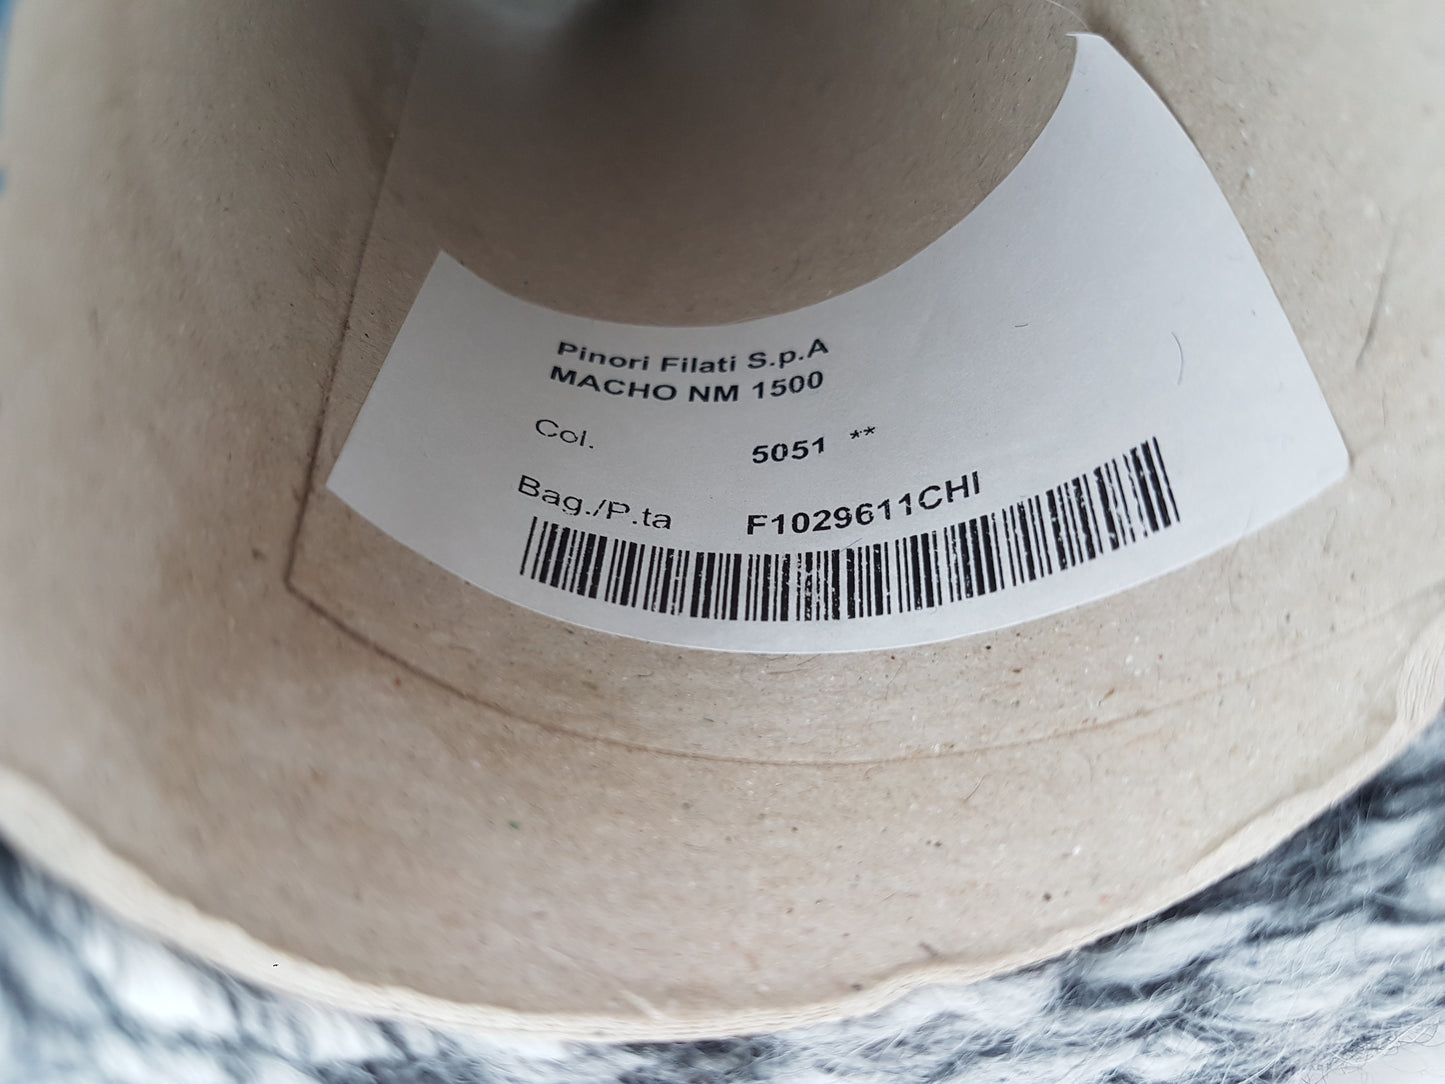 Pinori Filati S.p.A
MACHO NM 1500
Col. 5051 **
Bag./P.ta F1029611CHI